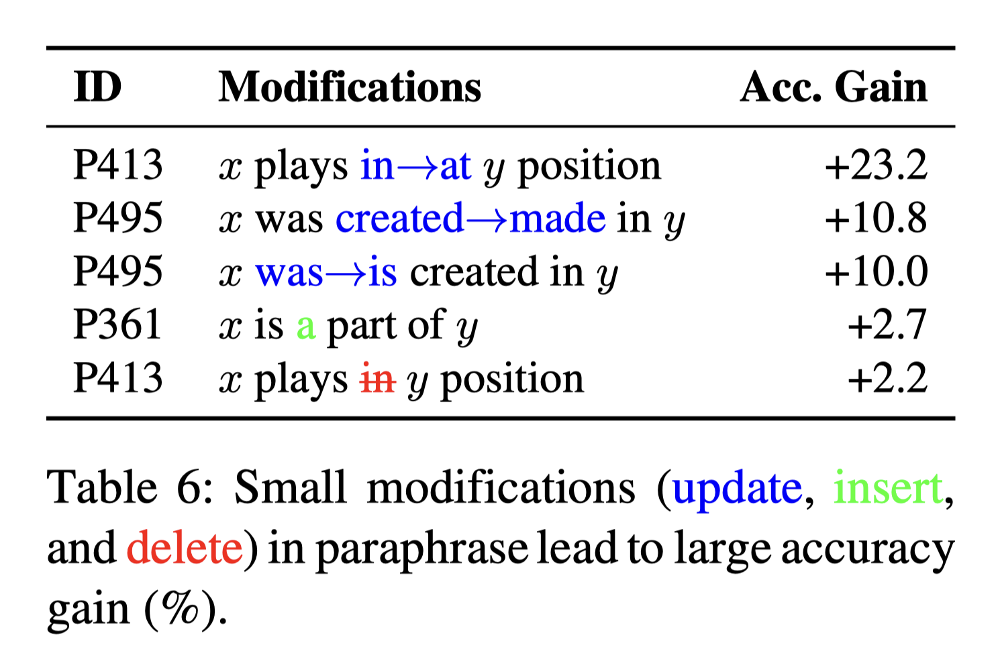 ID Modifications Acc. Gain
P413 x plays in→at y position +23.2
P495 x was created→made in y +10.8
P495 x was→is created in y +10.0
P361 x is a part of y +2.7
P413 x plays in y position +2.2
Table 6: Small modifications (update, insert,
and delete) in paraphrase lead to large accuracy
gain (%).